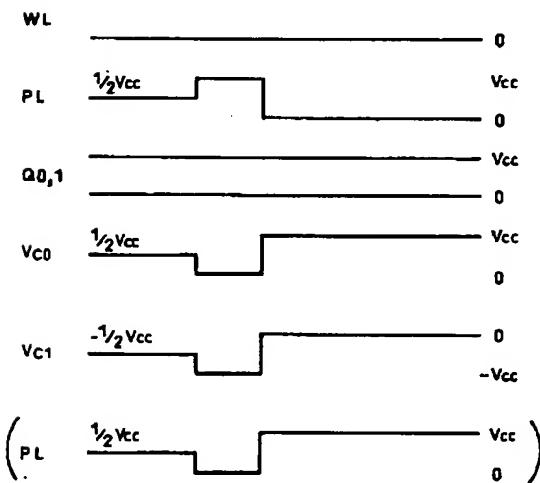 WL
0
1/2Vcc
Vcc
PL
0
Vcc
Q0,1
0
1/2Vcc
Vcc
VC0
0
-1/2Vcc
0
VC1
-Vcc
1/2Vcc
Vcc
(PL
0)